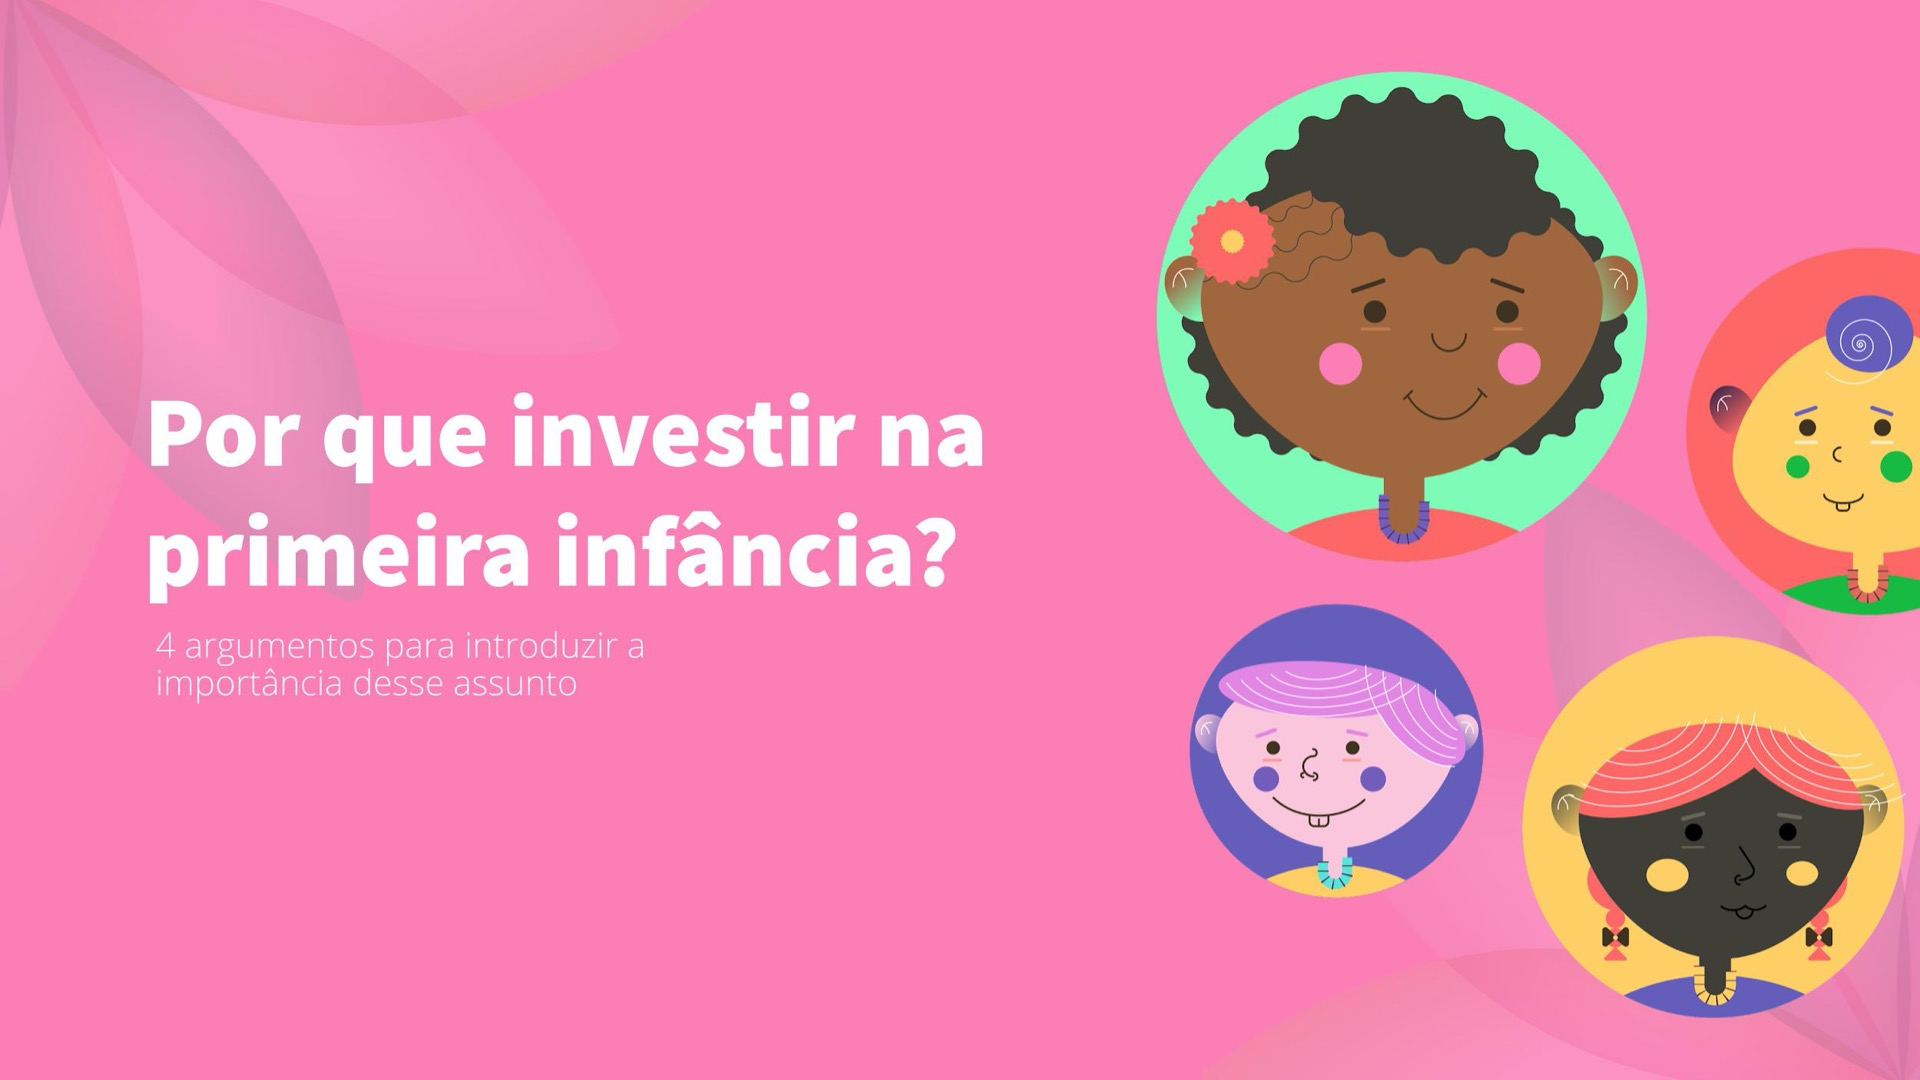 Por que investir na
primeira infância?
4 argumentos para introduzir a
importância desse assunto